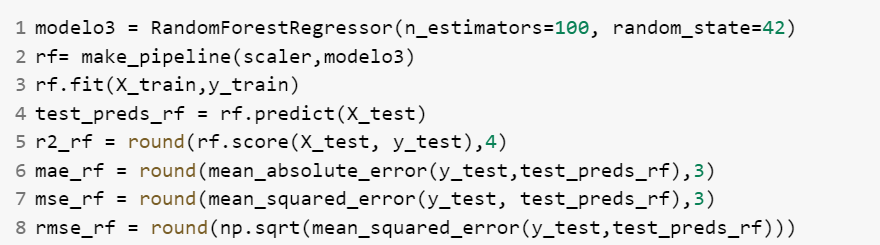 1 modelo3 = RandomForestRegressor(n_estimators=100, random_state=42)
2 rf= make_pipeline(scaler,modelo3)
3 rf.fit(X_train,y_train)
4 test_preds_rf = rf.predict(X_test)
5 r2_rf = round(rf.score(X_test, y_test),4)
6 mae_rf = round(mean_absolute_error(y_test,test_preds_rf),3)
7 mse_rf = round(mean_squared_error(y_test, test_preds_rf),3)
8 rmse_rf = round(np.sqrt(mean_squared_error(y_test,test_preds_rf)))